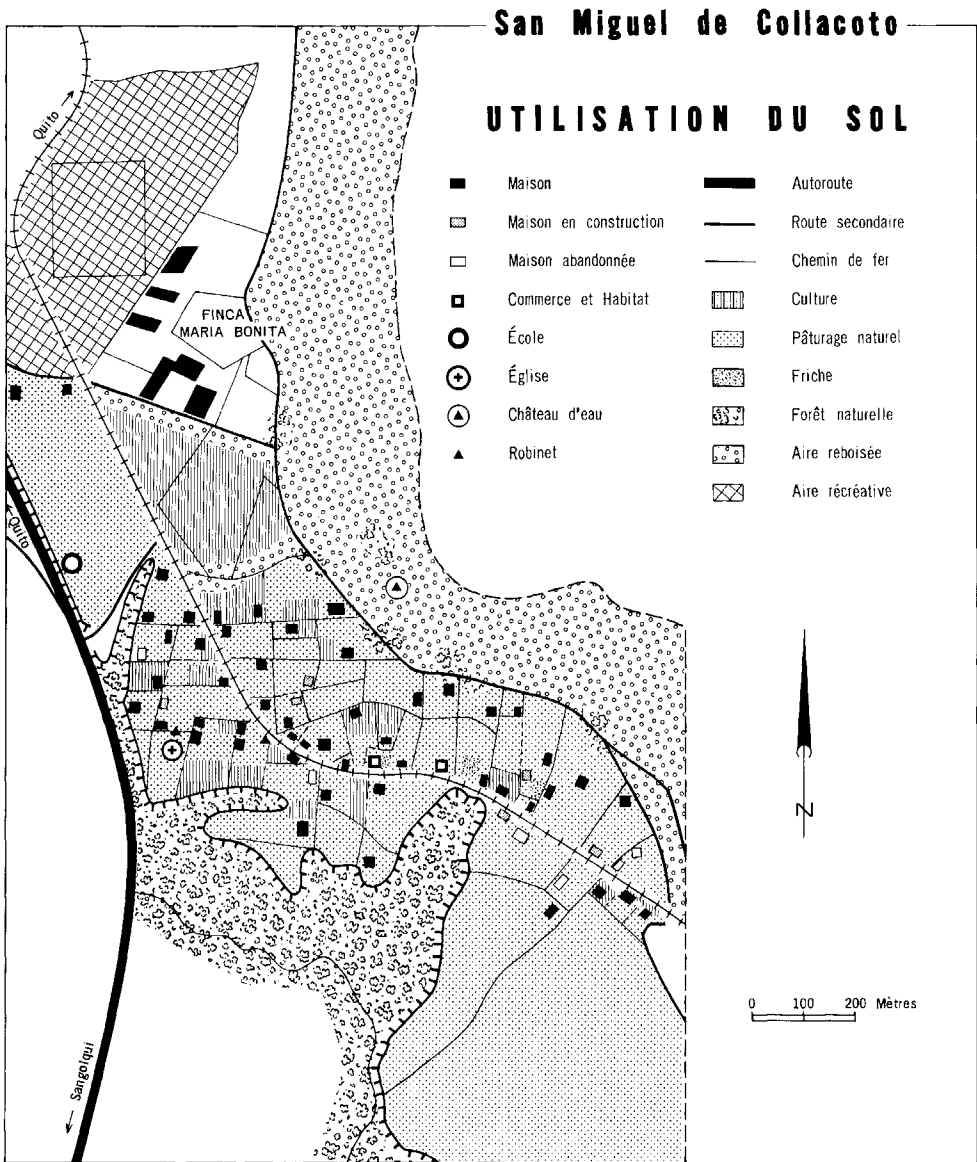 San Miguel de Collacoto
UTILISATION DU SOL
Maison
Maison en construction
Maison abandonnée
Commerce et Habitat
École
Église
Château d'eau
Robinet
Autoroute
Route secondaire
Chemin de fer
Culture
Pâturage naturel
Friche
Forêt naturelle
Aire reboisée
Aire récréative
Quito
FINCA
MARIA BONITA
Quito
Sangolqui
N
0 100 200 Mètres